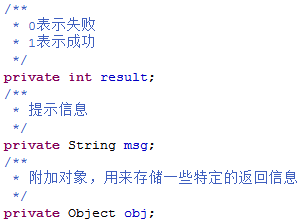 /**
 * 0表示失败
 * 1表示成功
 */
private int result;
/**
 * 提示信息
 */
private String msg;
/**
 * 附加对象，用来存储一些特定的返回信息
 */
private Object obj;